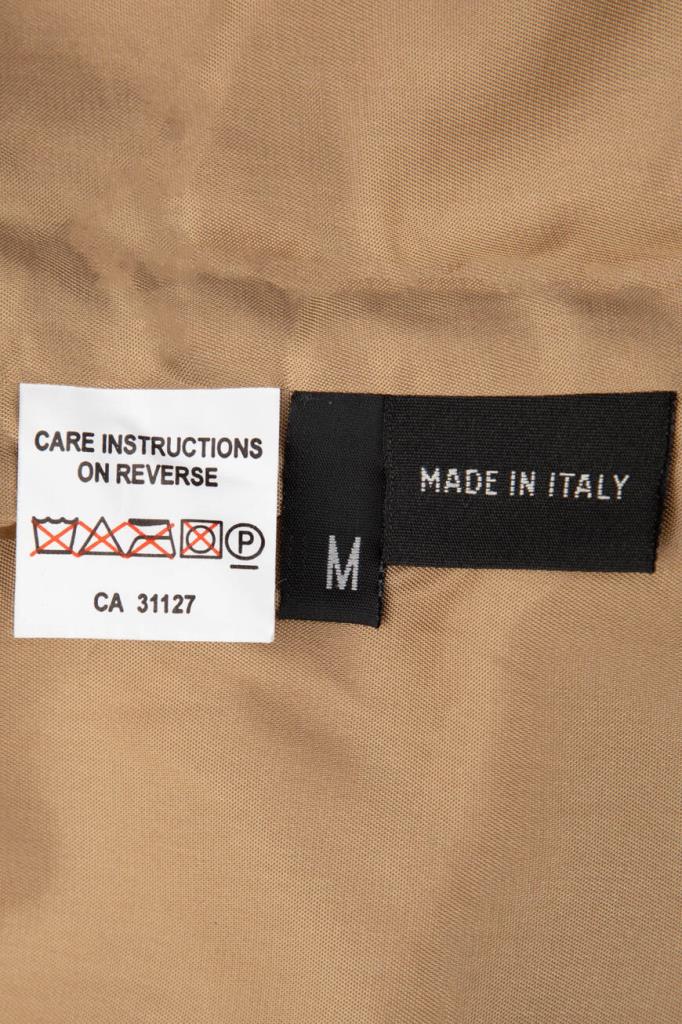 CARE INSTRUCTIONS
ON REVERSE
P
CA 31127
M
MADE IN ITALY